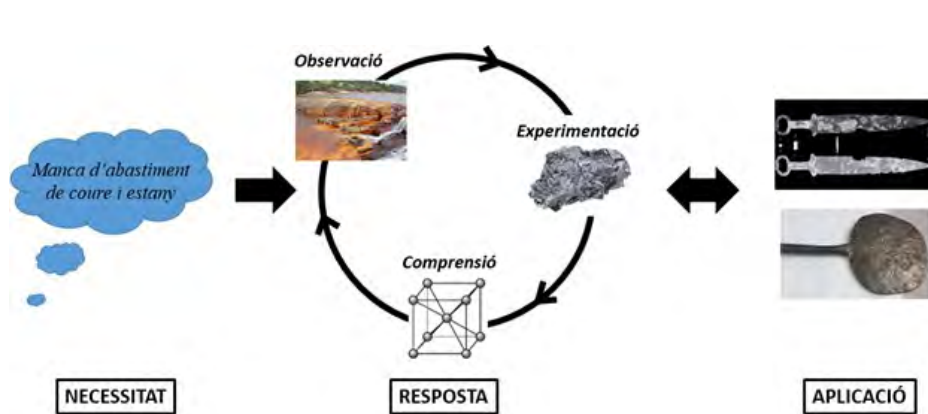 Observació
Experimentació
Manca d'abastiment
de coure i estany
Comprensió
NECESSITAT
RESPOSTA
APLICACIÓ